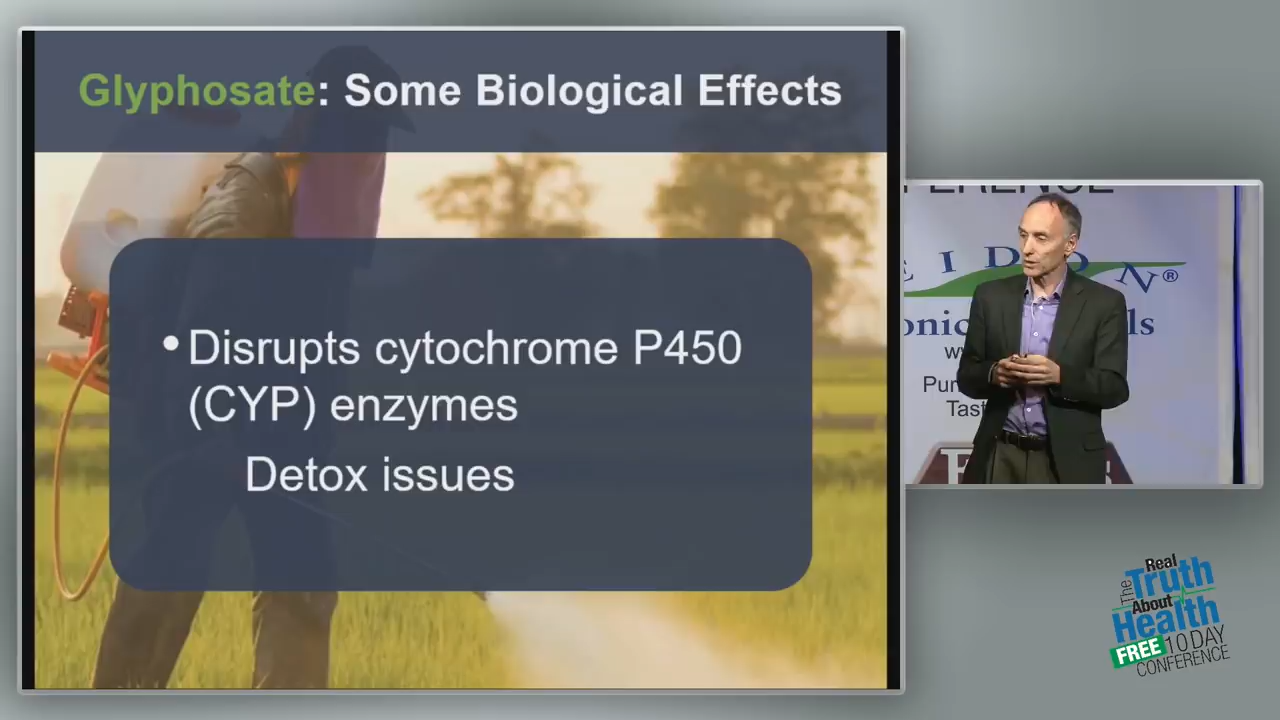 Glyphosate: Some Biological Effects
•Disrupts cytochrome P450
(CYP) enzymes
Detox issues
EIDON®
The
Real
Truth
About
Health
FREE 10 DAY
CONFERENCE